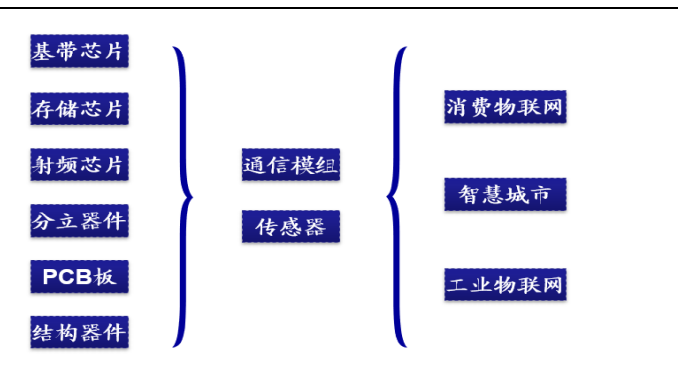 基带芯片
存储芯片
射频芯片
分立器件
PCB板
结构器件
通信模组
传感器
消费物联网
智慧城市
工业物联网